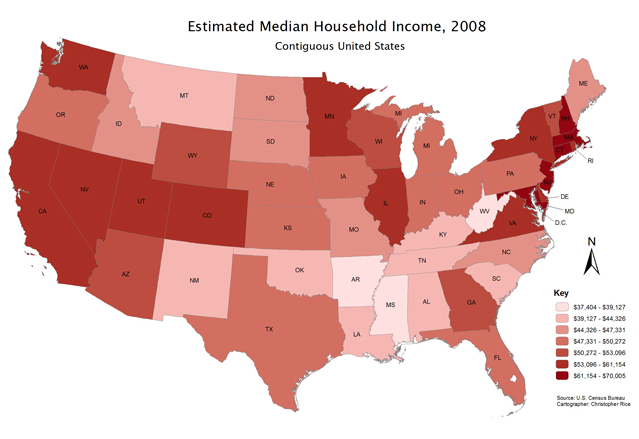 Estimated Median Household Income, 2008
Contiguous United States
WA
MT
ND
MN
ME
OR
ID
SD
WI
MI
MI
VT
NH
NY
MA
CT
RI
WY
NE
IA
PA
NJ
NV
UT
CO
IL
IN
OH
DE
MD
D.C.
CA
KS
MO
WV
VA
KY
NC
N
AZ
NM
OK
TN
SC
AR
TX
LA
MS
AL
GA
FL
Key
$37,404 - $39,127
$39,127 - $44,326
$44,326 - $47,331
$47,331 - $50,272
$50,272 - $53,096
$53,096 - $61,154
$61,154 - $70,005
Source: U.S. Census Bureau
Cartographer: Christopher Rice